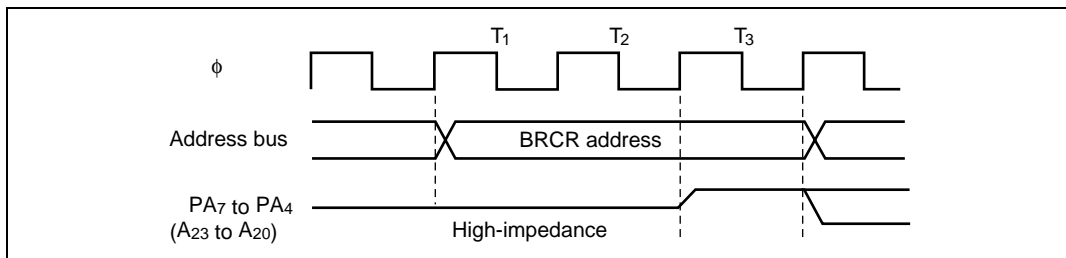 T1 T2 T3
φ
Address bus BRCR address
PA7 to PA4
(A23 to A20) High-impedance